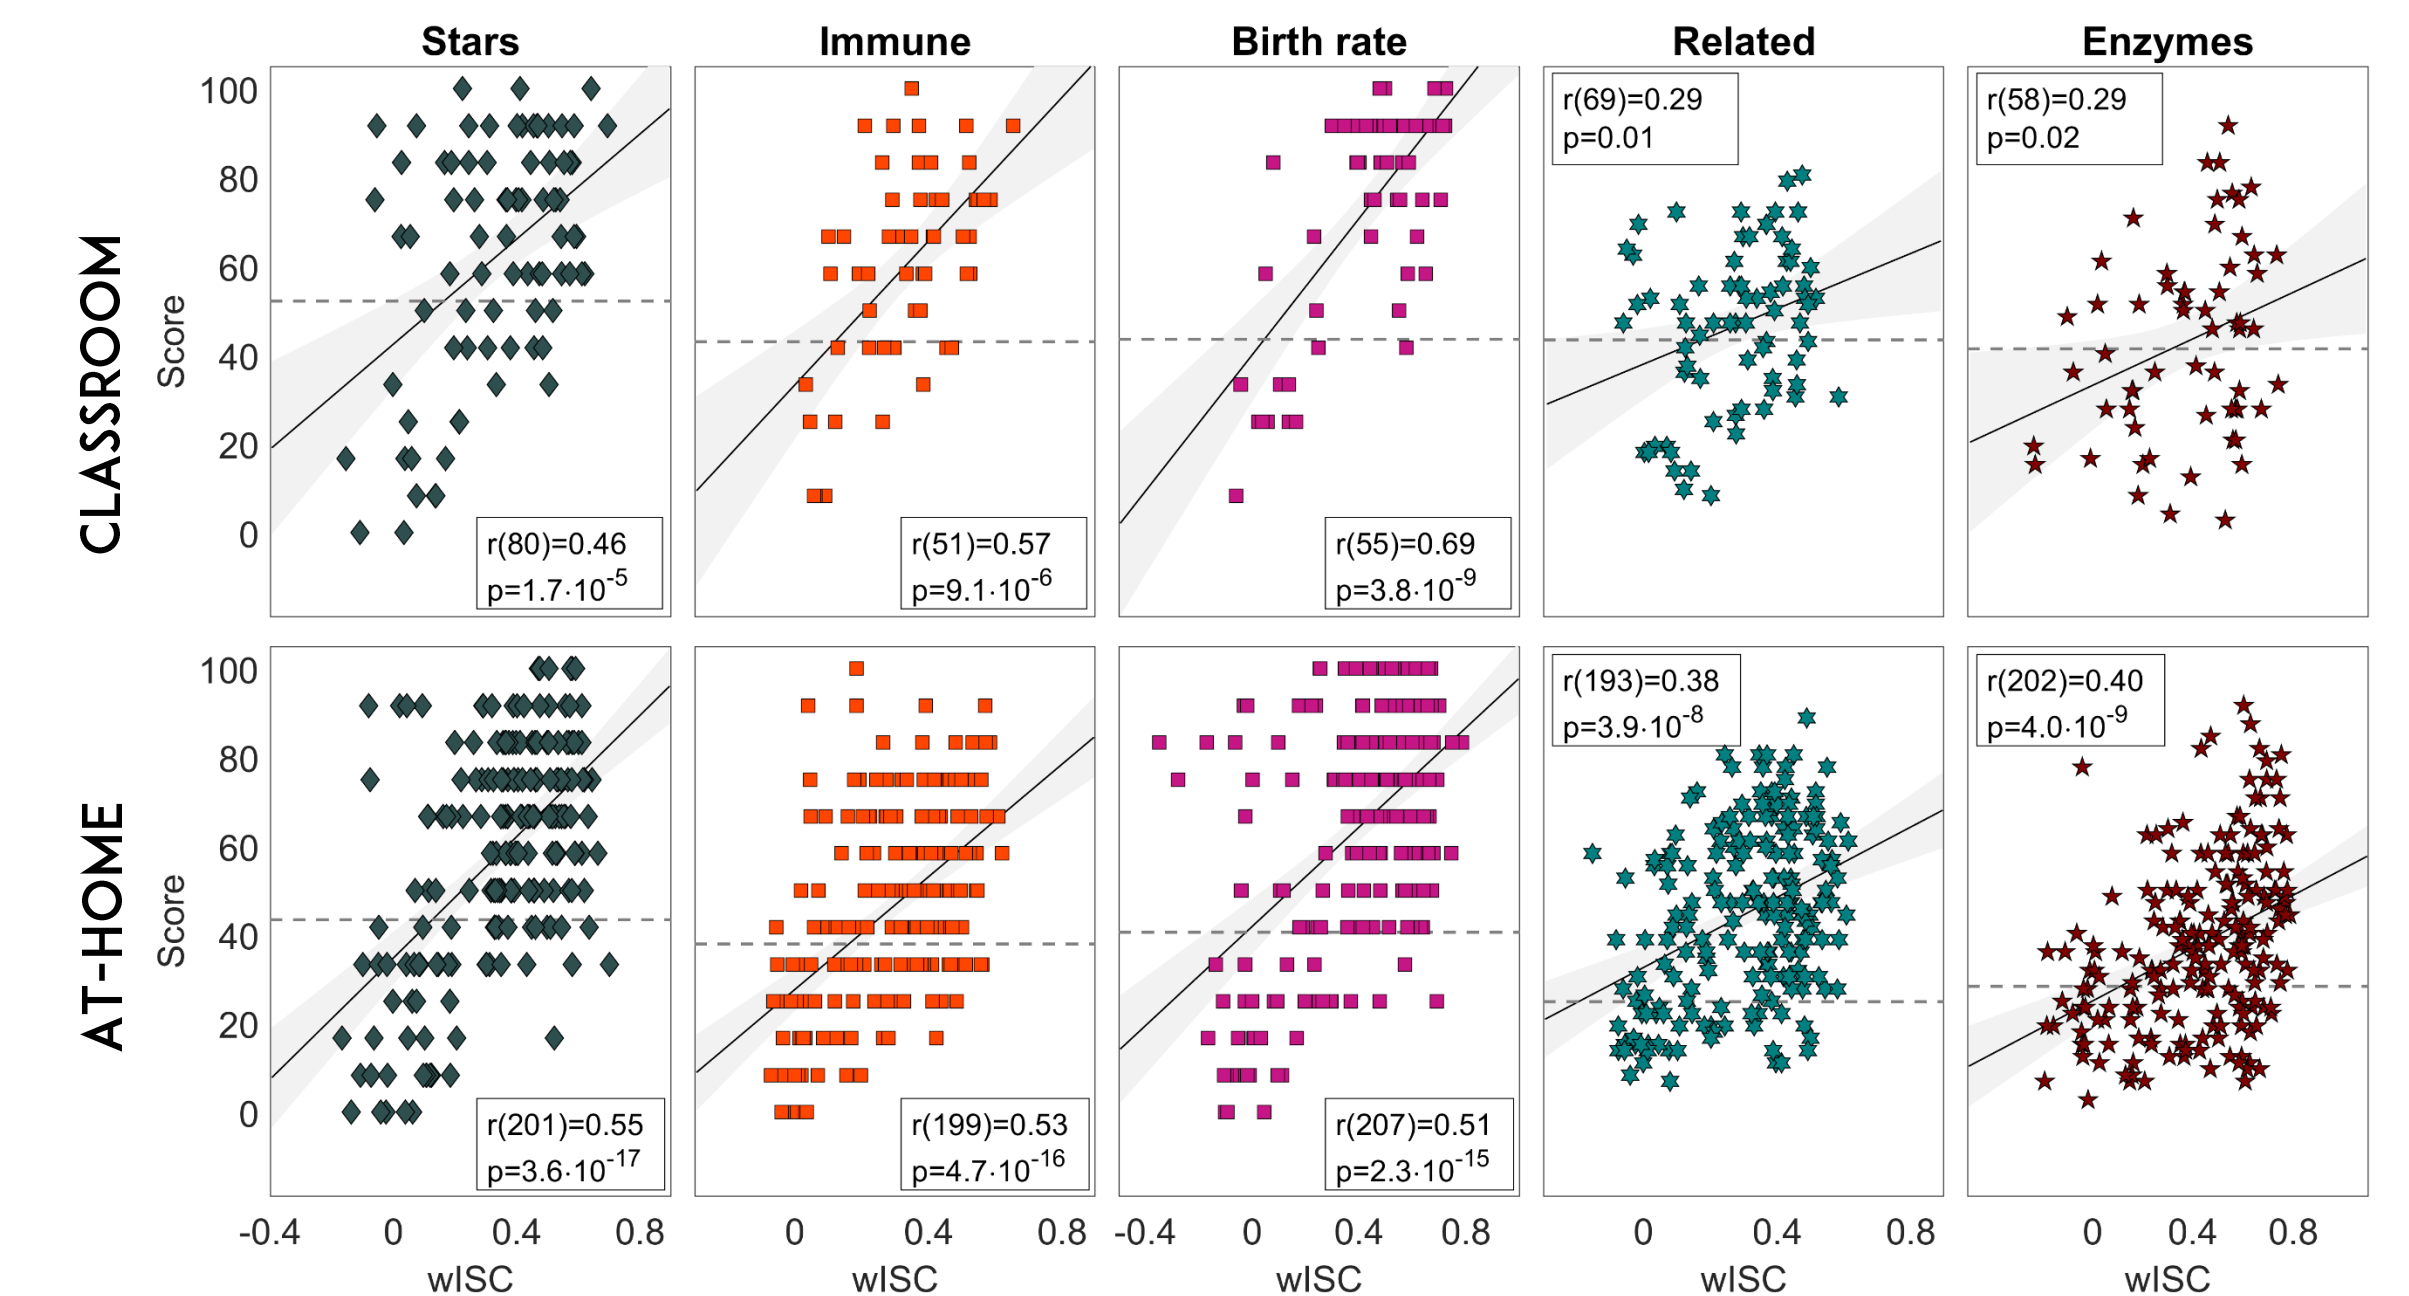 Stars
Immune
Birth rate
Related
Enzymes
CLASSROOM
Score
100
80
60
40
20
0
r(80)=0.46
p=1.7·10⁻⁵
r(51)=0.57
p=9.1·10⁻⁶
r(55)=0.69
p=3.8·10⁻⁹
r(69)=0.29
p=0.01
r(58)=0.29
p=0.02
AT-HOME
Score
100
80
60
40
20
0
r(201)=0.55
p=3.6·10⁻¹⁷
r(199)=0.53
p=4.7·10⁻¹⁶
r(207)=0.51
p=2.3·10⁻¹⁵
r(193)=0.38
p=3.9·10⁻⁸
r(202)=0.40
p=4.0·10⁻⁹
-0.4 0 0.4 0.8
0 0.4 0.8
-0.4 0 0.4 0.8
0 0.4 0.8
0 0.4 0.8
wISC
wISC
wISC
wISC
wISC